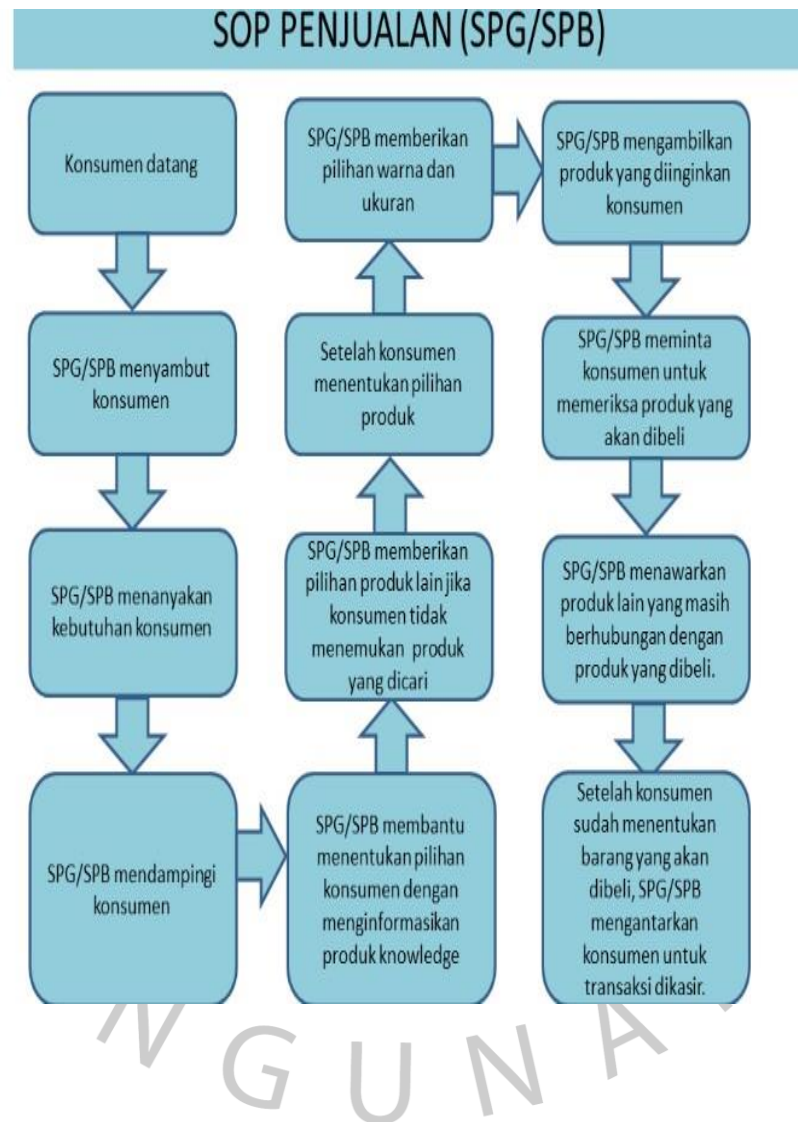 SOP PENJUALAN (SPG/SPB)
Konsumen datang
SPG/SPB menyambut
konsumen
SPG/SPB menanyakan
kebutuhan konsumen
SPG/SPB mendampingi
konsumen
SPG/SPB membantu
menentukan pilihan
konsumen dengan
menginformasikan
produk knowledge
SPG/SPB memberikan
pilihan produk lain jika
konsumen tidak
menemukan produk
yang dicari
Setelah konsumen
menentukan pilihan
produk
SPG/SPB memberikan
pilihan warna dan
ukuran
SPG/SPB mengambilkan
produk yang diinginkan
konsumen
SPG/SPB meminta
konsumen untuk
memeriksa produk yang
akan dibeli
SPG/SPB menawarkan
produk lain yang masih
berhubungan dengan
produk yang dibeli.
Setelah konsumen
sudah menentukan
barang yang akan
dibeli, SPG/SPB
mengantarkan
konsumen untuk
transaksi dikasir.
NGUNA